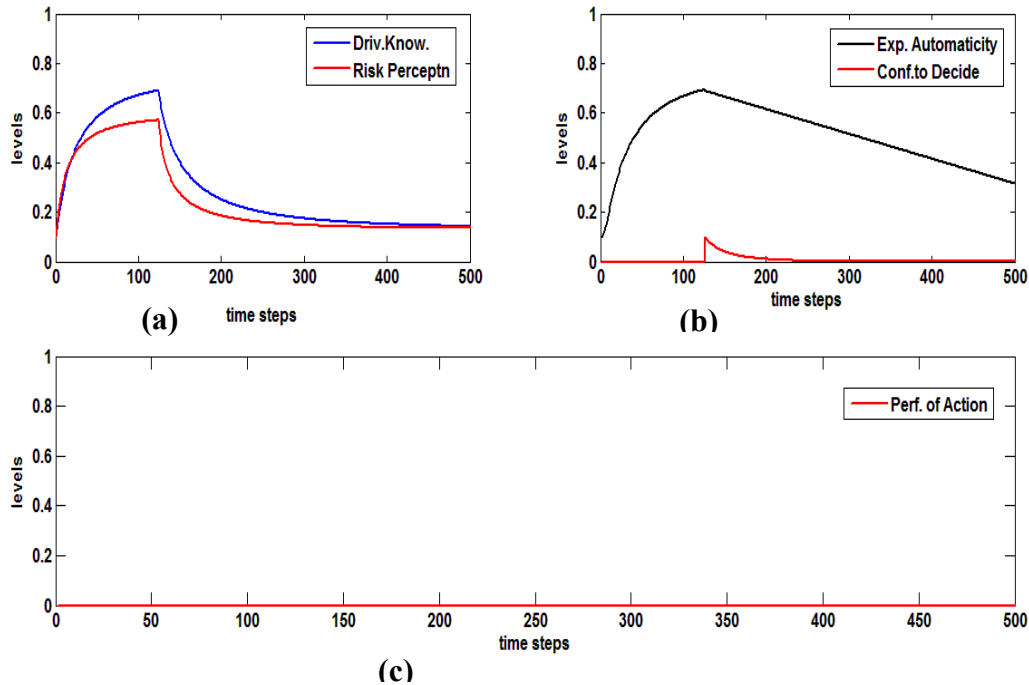 1
0.8
0.6
0.4
0.2
0
levels
Driv.Know.
Risk Perceptn
0 100 200 300 400 500
time steps
(a)
1
0.8
0.6
0.4
0.2
0
levels
Exp. Automaticity
Conf.to Decide
0 100 200 300 400 500
time steps
(b)
1
0.8
0.6
0.4
0.2
0
levels
Perf. of Action
0 50 100 150 200 250 300 350 400 450 500
time steps
(c)